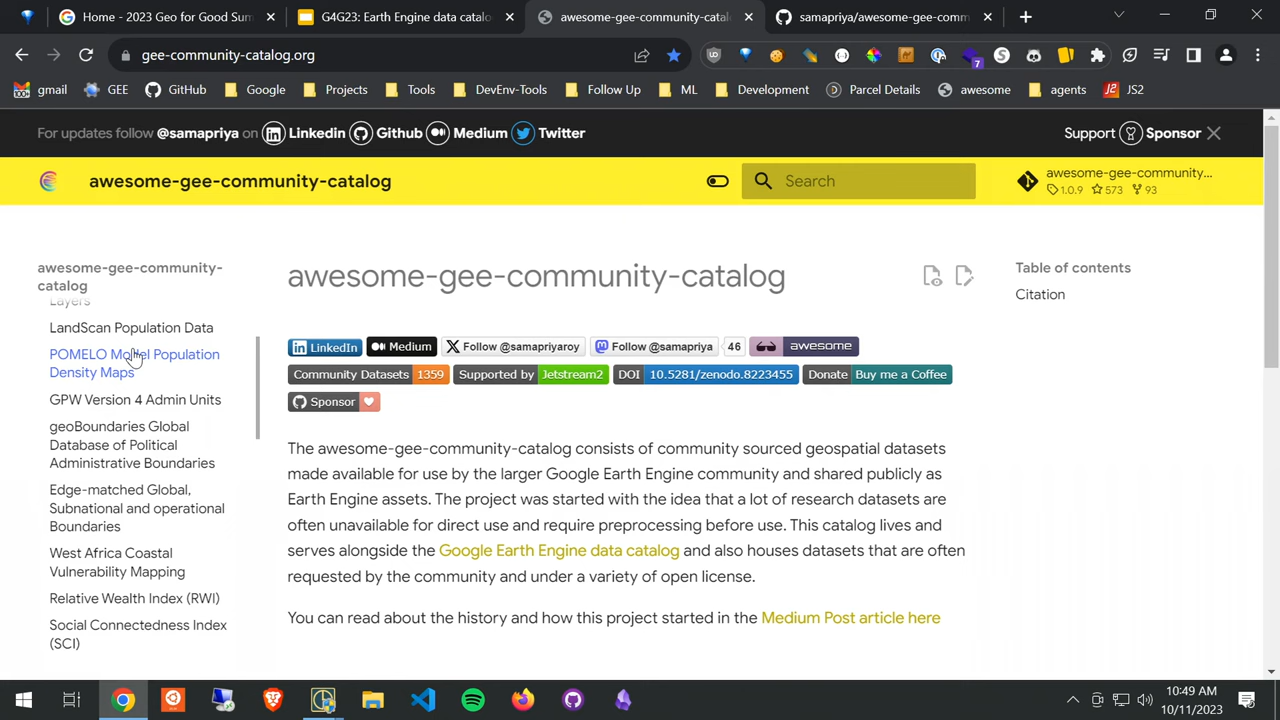 Home - 2023 Geo for Good Sum
G4G23: Earth Engine data catalo
awesome-gee-community-catal
samapriya/awesome-gee-comm
gee-community-catalog.org
7
gmail
GEE
GitHub
Google
Projects
Tools
DevEnv-Tools
Follow Up
ML
Development
Parcel Details
awesome
agents
JS2
For updates follow @samapriya on Linkedin Github Medium Twitter
Support Sponsor
awesome-gee-community-catalog
Search
awesome-gee-community...
1.0.9 573 93
awesome-gee-community-
catalog
Layers
LandScan Population Data
POMELO Model Population
Density Maps
GPW Version 4 Admin Units
geoBoundaries Global
Database of Political
Administrative Boundaries
Edge-matched Global,
Subnational and operational
Boundaries
West Africa Coastal
Vulnerability Mapping
Relative Wealth Index (RWI)
Social Connectedness Index
(SCI)
awesome-gee-community-catalog
LinkedIn Medium Follow @samapriyaroy Follow @samapriya 46 awesome
Community Datasets 1359 Supported by Jetstream2 DOI 10.5281/zenodo.8223455 Donate Buy me a Coffee
Sponsor
The awesome-gee-community-catalog consists of community sourced geospatial datasets
made available for use by the larger Google Earth Engine community and shared publicly as
Earth Engine assets. The project was started with the idea that a lot of research datasets are
often unavailable for direct use and require preprocessing before use. This catalog lives and
serves alongside the Google Earth Engine data catalog and also houses datasets that are often
requested by the community and under a variety of open license.
You can read about the history and how this project started in the Medium Post article here
Table of contents
Citation
10:49 AM
10/11/2023